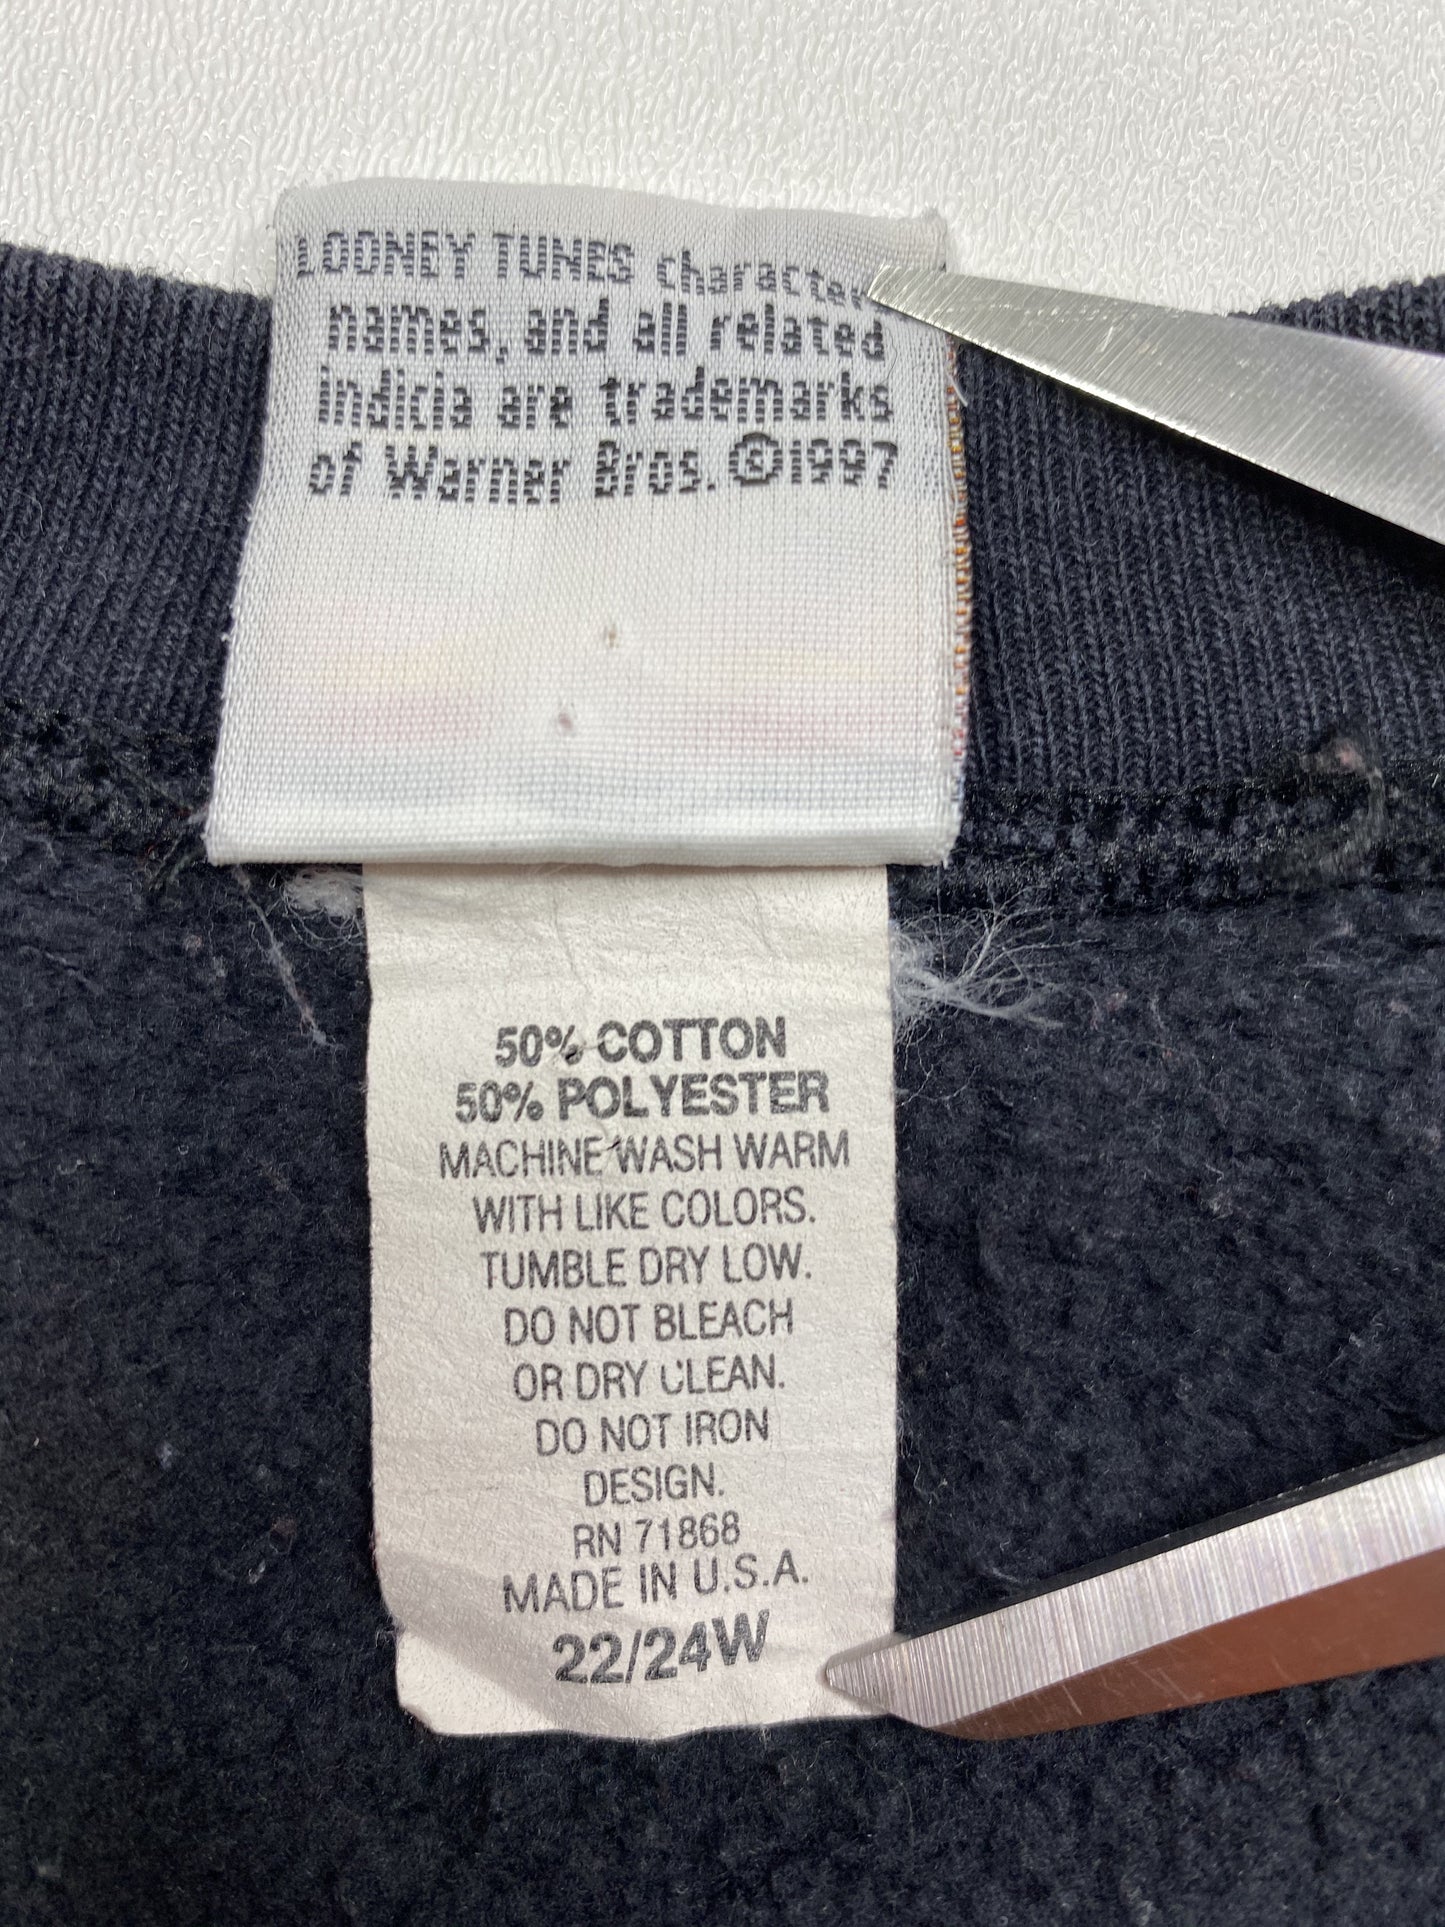 LOONEY TUNES character,
names, and all related
indicia are trademarks
of Warner Bros. ©1997
50% COTTON
50% POLYESTER
MACHINE WASH WARM
WITH LIKE COLORS.
TUMBLE DRY LOW.
DO NOT BLEACH
OR DRY CLEAN.
DO NOT IRON
DESIGN.
RN 71868
MADE IN U.S.A.
22/24W